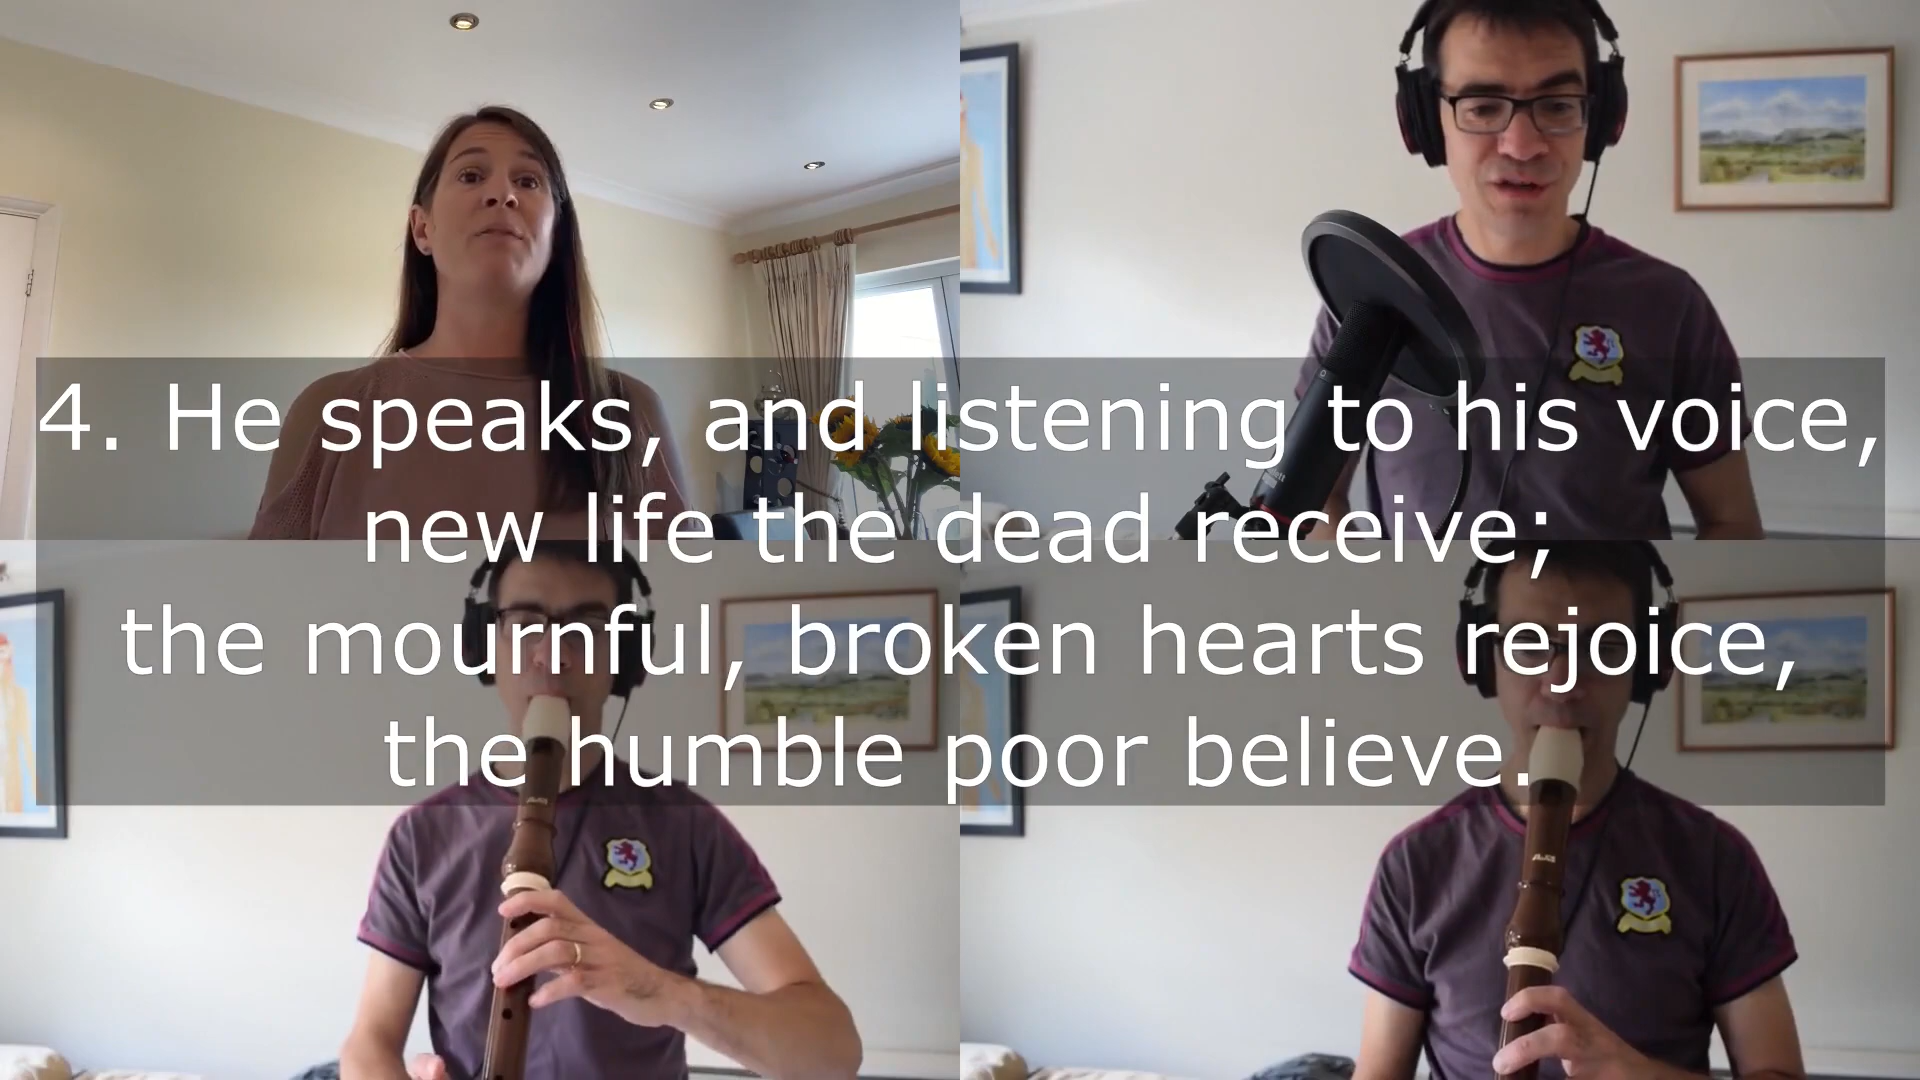 4. He speaks, and listening to his voice,
new life the dead receive;
the mournful, broken hearts rejoice,
the humble poor believe.